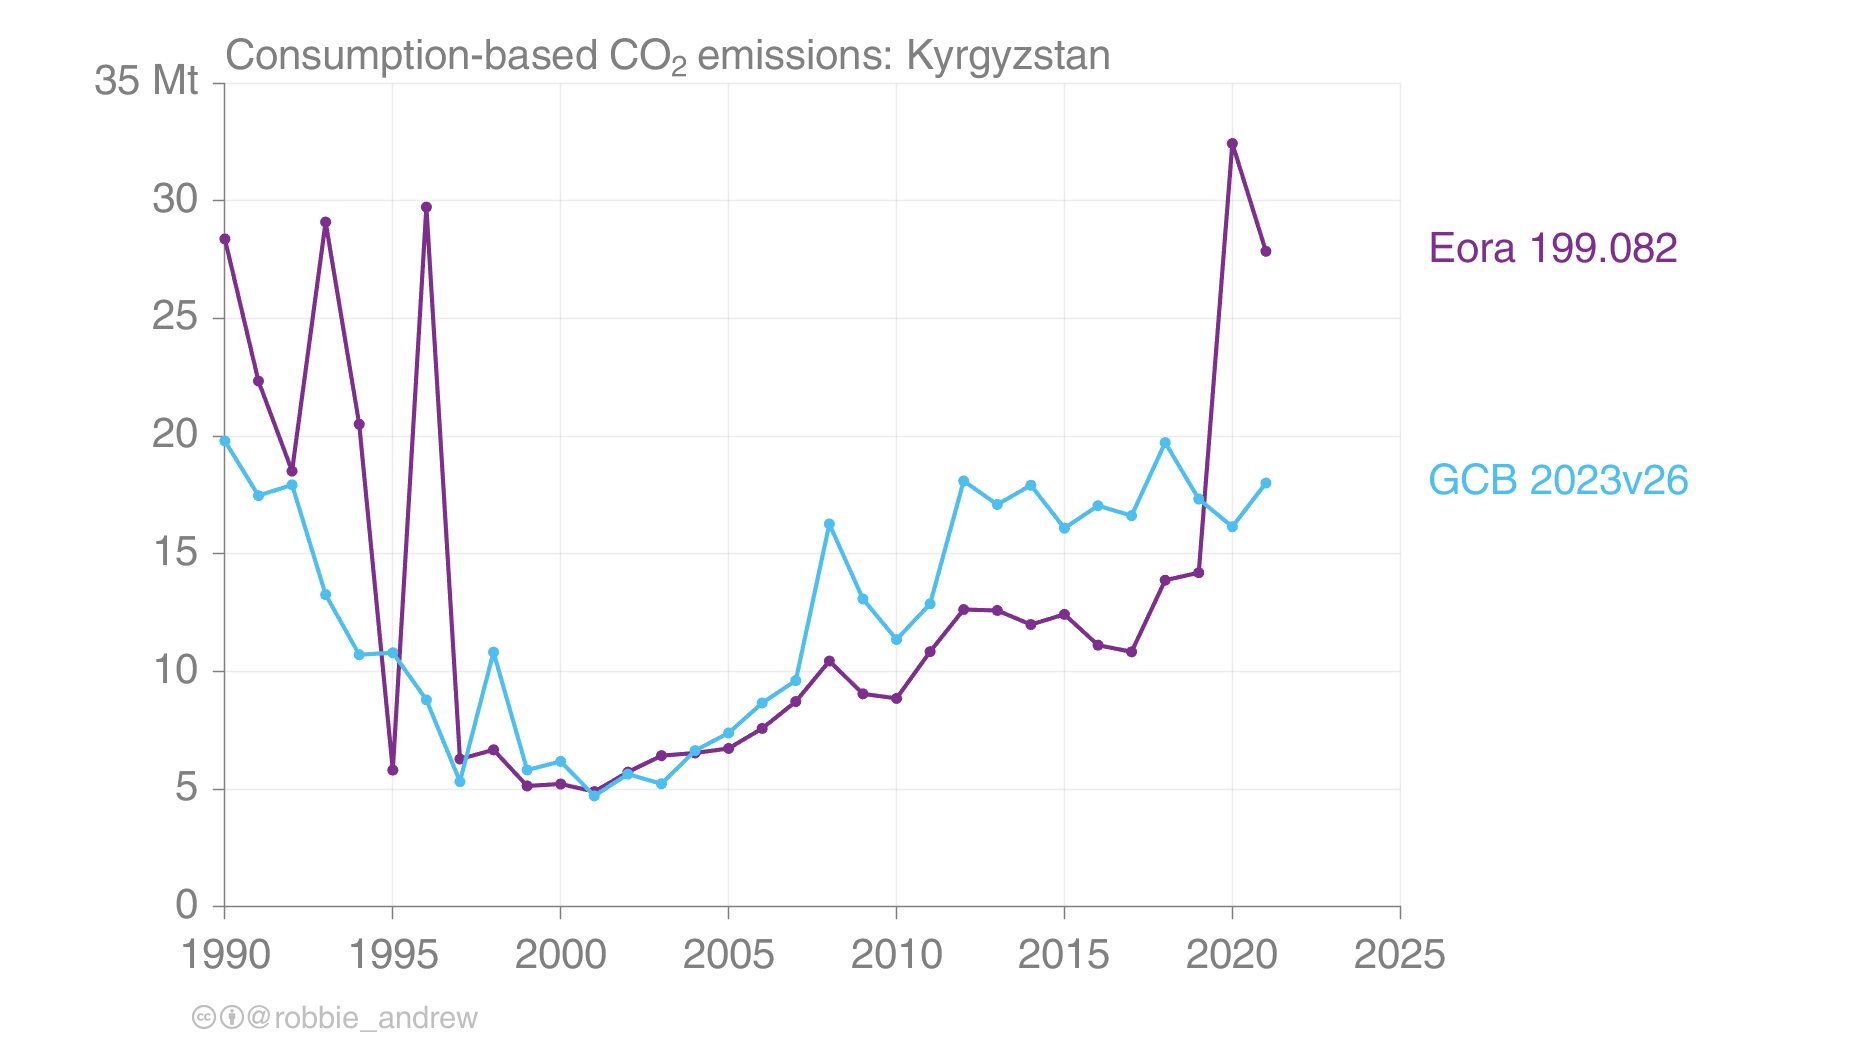 Consumption-based CO₂ emissions: Kyrgyzstan
35 Mt
30
25
20
15
10
5
0
1990 1995 2000 2005 2010 2015 2020 2025
Eora 199.082
GCB 2023v26
@robbie_andrew